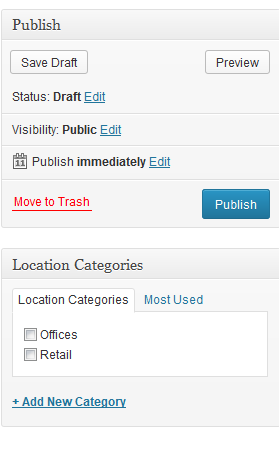 Publish
Save Draft Preview
Status: Draft Edit
Visibility: Public Edit
11 Publish immediately Edit
Move to Trash Publish
Location Categories
Location Categories Most Used
Offices
Retail
+ Add New Category